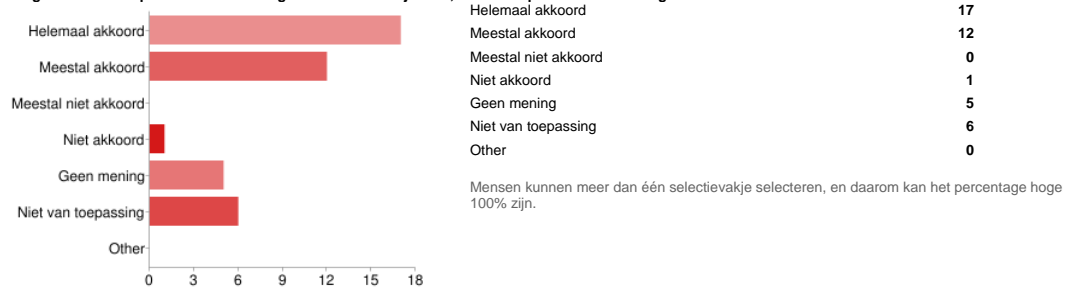 Helemaal akkoord
Meestal akkoord
Meestal niet akkoord
Niet akkoord
Geen mening
Niet van toepassing
Other
0 3 6 9 12 15 18
Helemaal akkoord 17
Meestal akkoord 12
Meestal niet akkoord 0
Niet akkoord 1
Geen mening 5
Niet van toepassing 6
Other 0
Mensen kunnen meer dan één selectievakje selecteren, en daarom kan het percentage hoge
100% zijn.